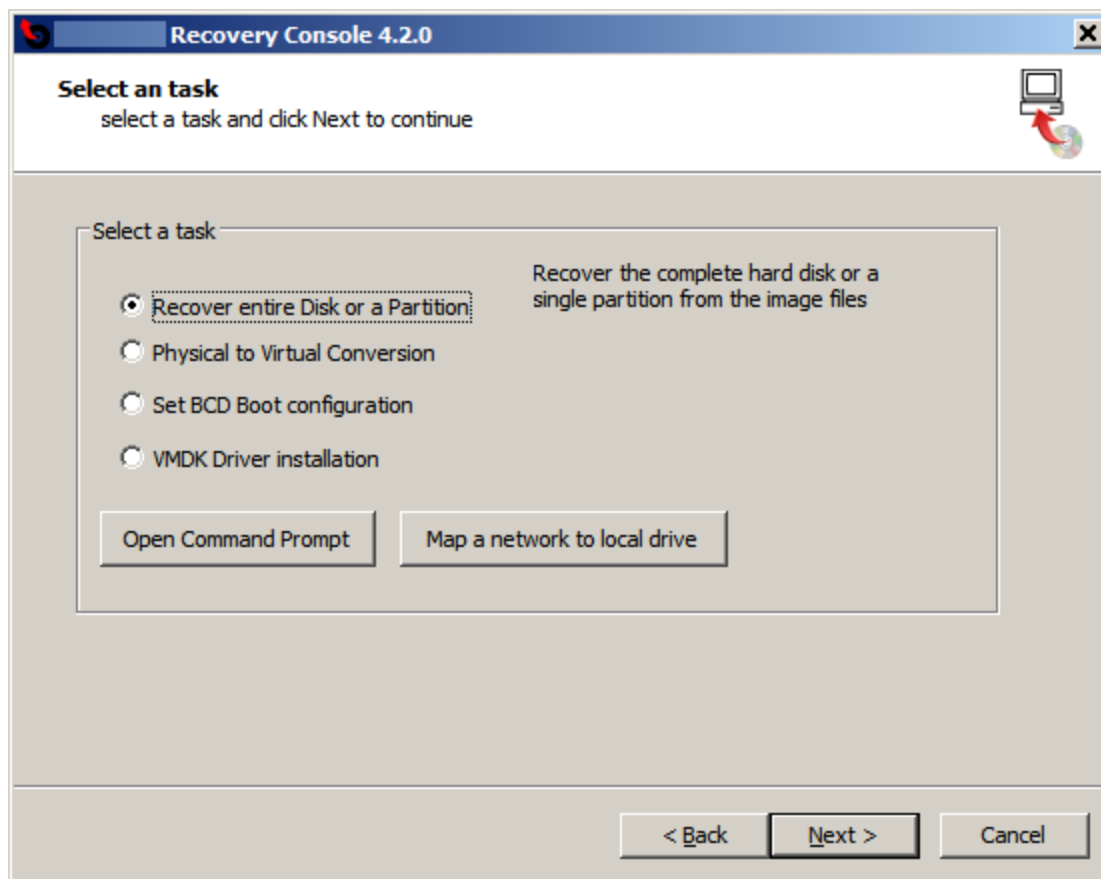 Recovery Console 4.2.0
Select an task
select a task and click Next to continue
Select a task
Recover the complete hard disk or a
single partition from the image files
Recover entire Disk or a Partition
Physical to Virtual Conversion
Set BCD Boot configuration
VMDK Driver installation
Open Command Prompt
Map a network to local drive
< Back
Next >
Cancel